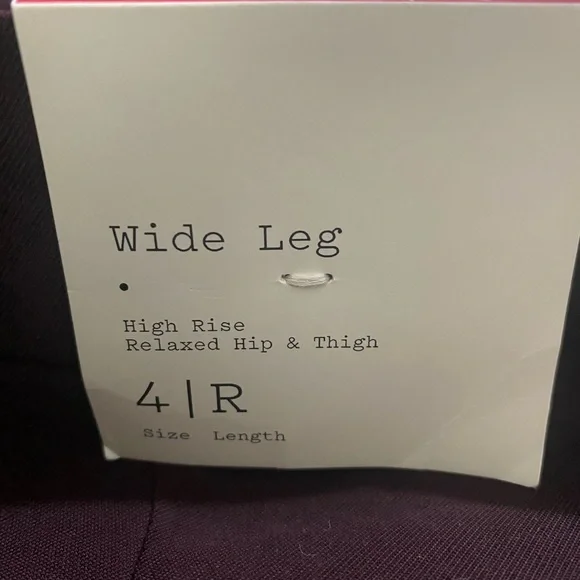 Wide Leg
•
High Rise
Relaxed Hip & Thigh
4|R
Size Length